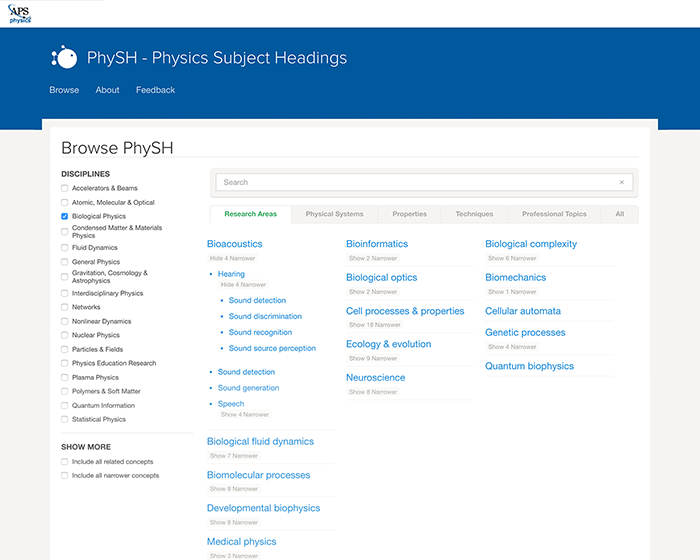 APS
physics
PhySH - Physics Subject Headings
Browse About Feedback
Browse PhySH
DISCIPLINES
Accelerators & Beams
Atomic, Molecular & Optical
Biological Physics
Condensed Matter & Materials
Physics
Fluid Dynamics
General Physics
Gravitation, Cosmology &
Astrophysics
Interdisciplinary Physics
Networks
Nonlinear Dynamics
Nuclear Physics
Particles & Fields
Physics Education Research
Plasma Physics
Polymers & Soft Matter
Quantum Information
Statistical Physics
SHOW MORE
Include all related concepts
Include all narrower concepts
Search ×
Research Areas Physical Systems Properties Techniques Professional Topics All
Bioacoustics
Hide 4 Narrower
Hearing
Hide 4 Narrower
Sound detection
Sound discrimination
Sound recognition
Sound source perception
Sound detection
Sound generation
Speech
Show 4 Narrower
Biological fluid dynamics
Show 7 Narrower
Biomolecular processes
Show 8 Narrower
Developmental biophysics
Show 8 Narrower
Medical physics
Show 3 Narrower
Bioinformatics
Show 2 Narrower
Biological optics
Show 2 Narrower
Cell processes & properties
Show 18 Narrower
Ecology & evolution
Show 9 Narrower
Neuroscience
Show 8 Narrower
Biological complexity
Show 6 Narrower
Biomechanics
Show 1 Narrower
Cellular automata
Genetic processes
Show 4 Narrower
Quantum biophysics